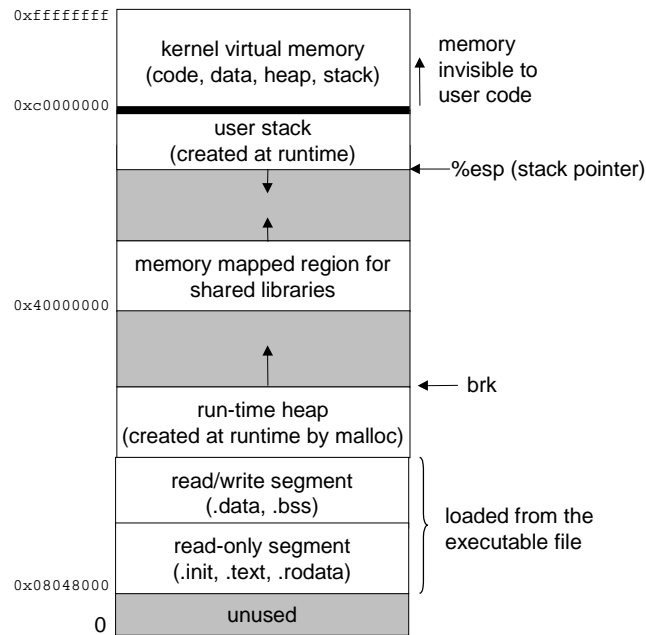 0xffffffff
kernel virtual memory
(code, data, heap, stack)
memory
invisible to
user code
0xc0000000
user stack
(created at runtime)
%esp (stack pointer)
memory mapped region for
shared libraries
0x40000000
brk
run-time heap
(created at runtime by malloc)
read/write segment
(.data, .bss)
loaded from the
executable file
read-only segment
(.init, .text, .rodata)
0x08048000
unused
0